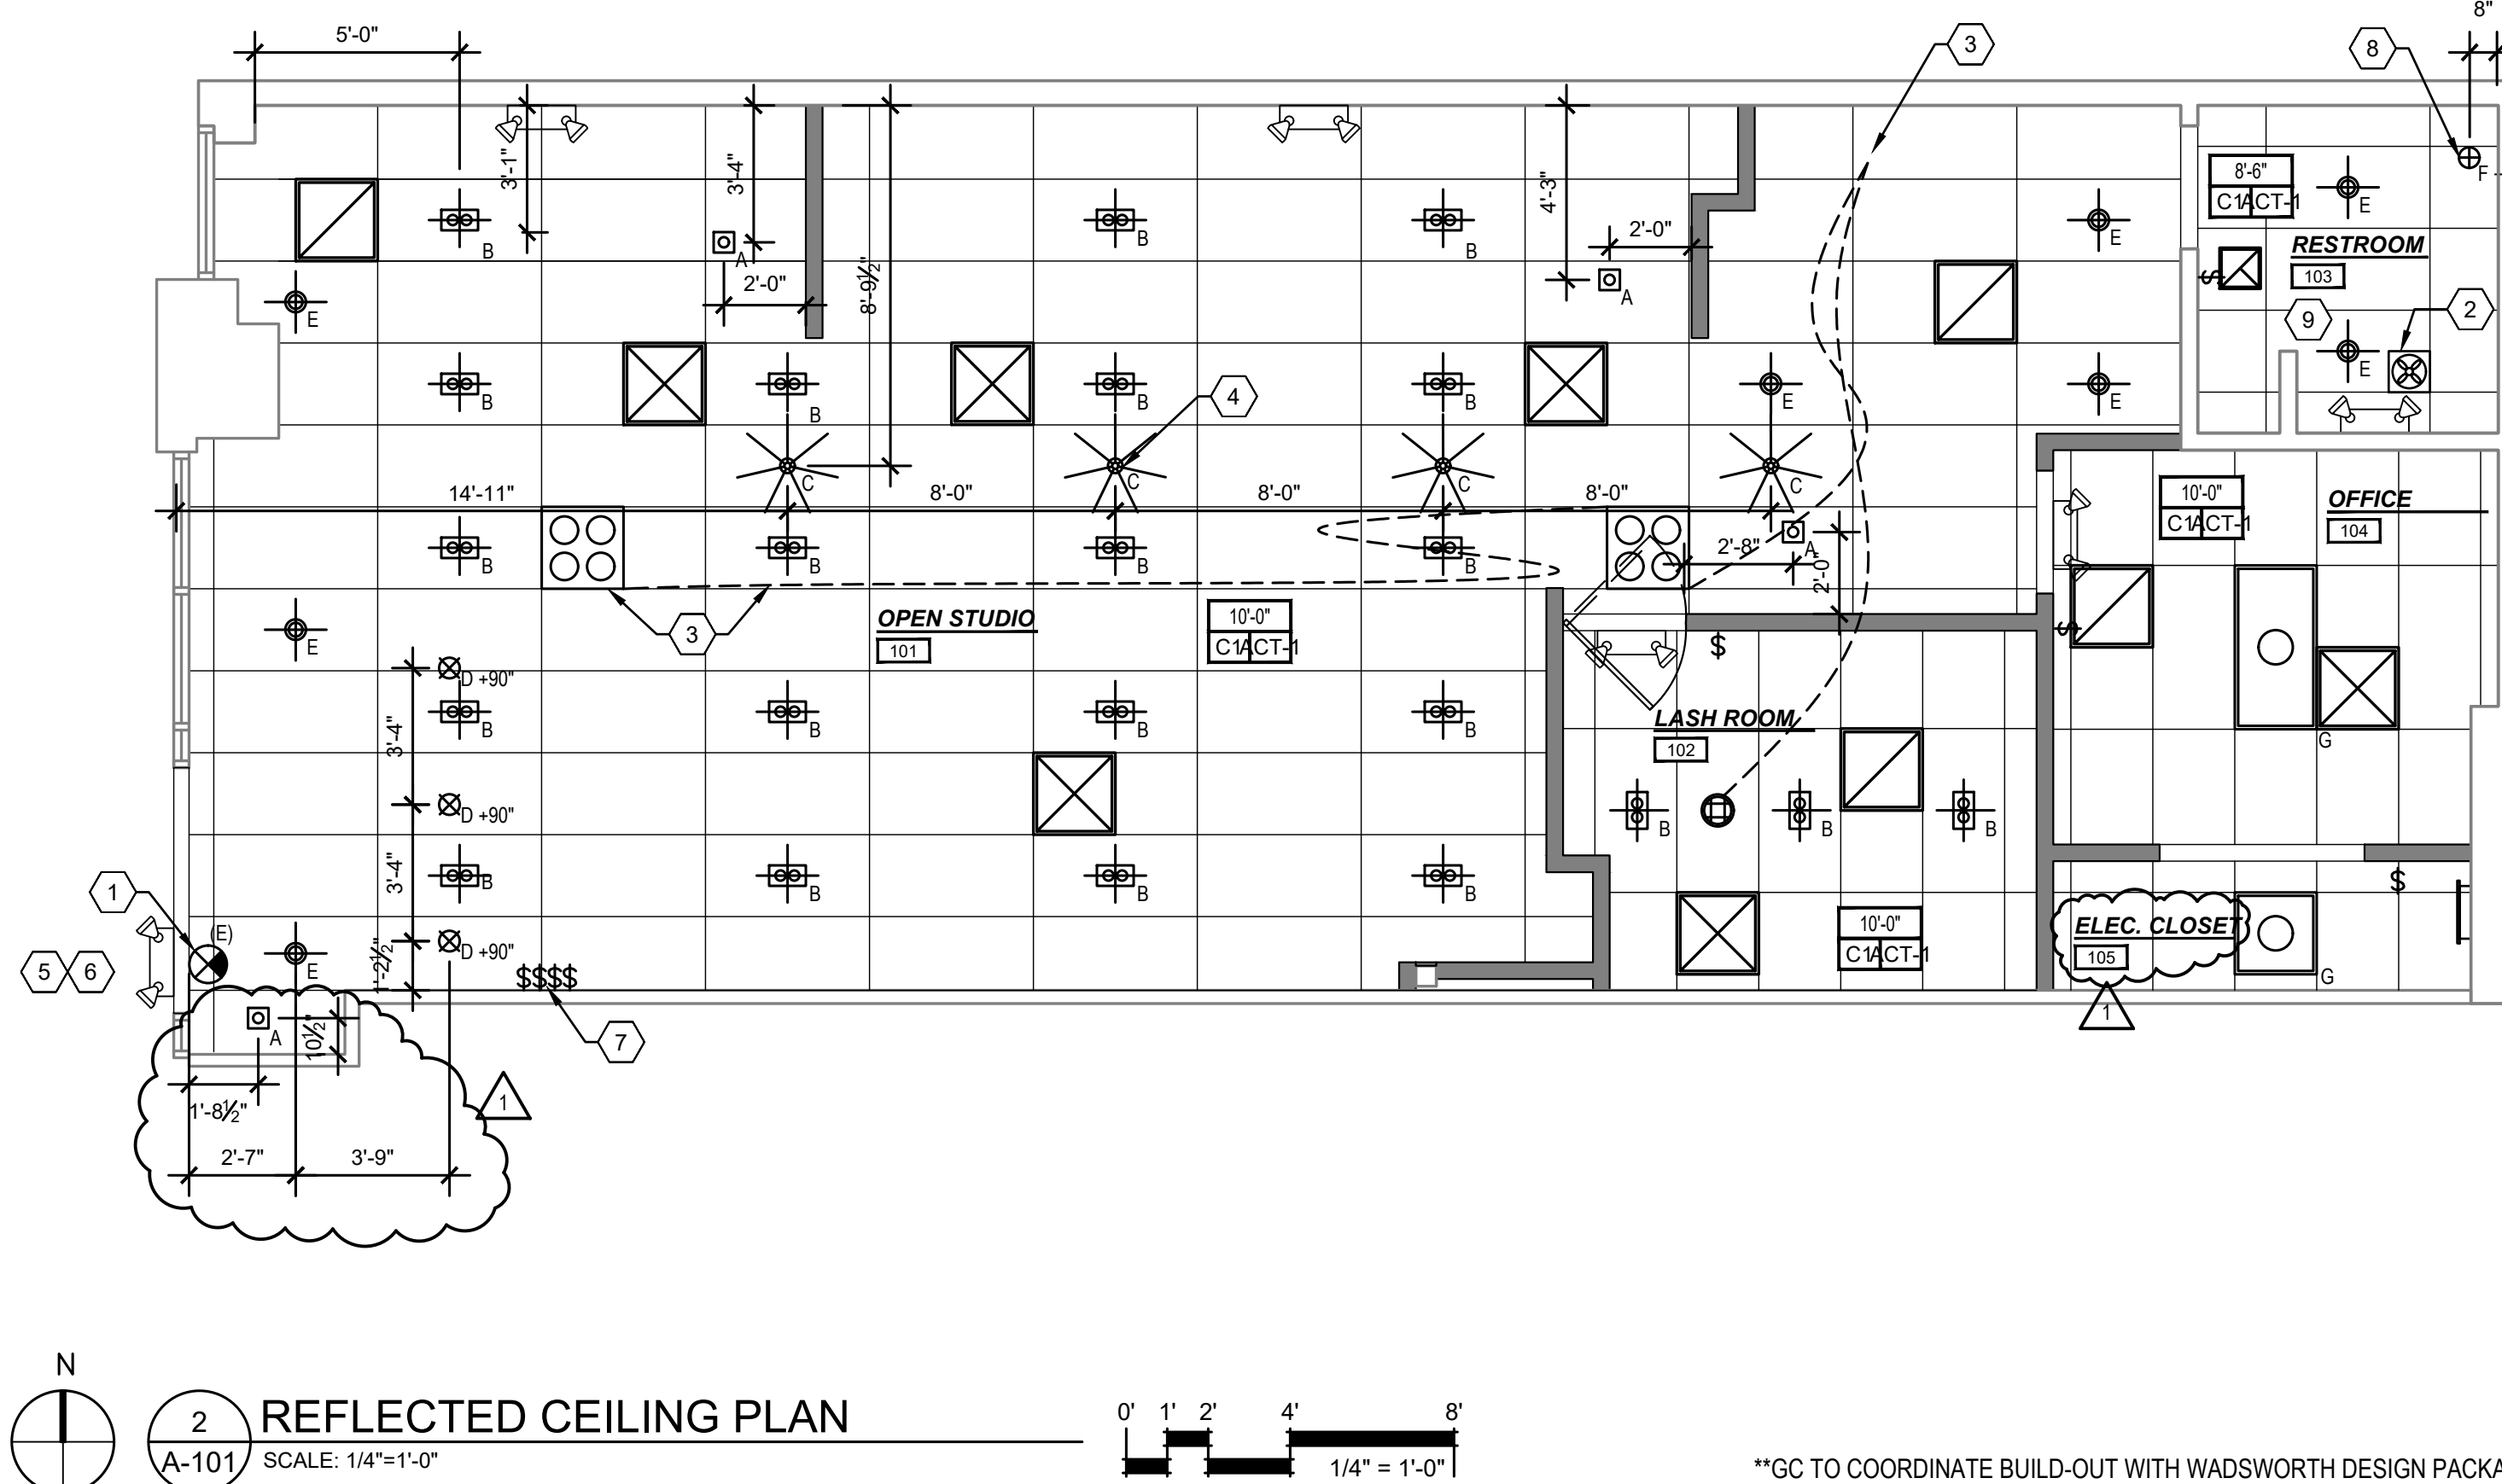 8"
5'-0"
3
8
3'-1"
3'-4"
4'-3"
8'-6"
C1 ACT-1
F
E
B
B
B
B
2'-0"
E
RESTROOM
103
A
2'-0"
8'-9½"
A
$
9
2
E
E
B
B
B
B
E
E
4
C
C
C
C
14'-11"
8'-0"
8'-0"
8'-0"
10'-0"
C1 ACT-1
OFFICE
104
B
B
B
B
2'-8"
A
2'-0"
E
3
OPEN STUDIO
101
10'-0"
C1 ACT-1
$
$
D +90"
B
B
B
B
LASH ROOM
102
G
3'-4"
D +90"
B
B
B
3'-4"
B
B
B
B
$
1
(E)
E
D +90"
1'-2½"
$$$$
10'-0"
C1 ACT-1
ELEC. CLOSET
105
G
5
6
A
10½"
7
1
1'-8½"
1
2'-7"
3'-9"
N
2
A-101
REFLECTED CEILING PLAN
SCALE: 1/4"=1'-0"
0' 1' 2' 4' 8'
1/4" = 1'-0"
**GC TO COORDINATE BUILD-OUT WITH WADSWORTH DESIGN PACKA